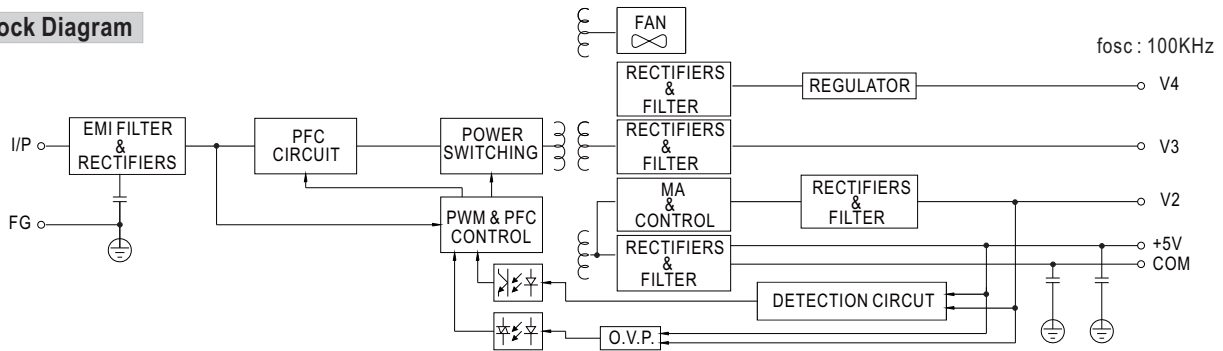 ock Diagram
FAN
fosc : 100KHz
RECTIFIERS
&
FILTER
REGULATOR
V4
I/P
EMI FILTER
&
RECTIFIERS
PFC
CIRCUIT
POWER
SWITCHING
RECTIFIERS
&
FILTER
V3
MA
&
CONTROL
RECTIFIERS
&
FILTER
V2
FG
PWM & PFC
CONTROL
RECTIFIERS
&
FILTER
+5V
COM
DETECTION CIRCUT
O.V.P.